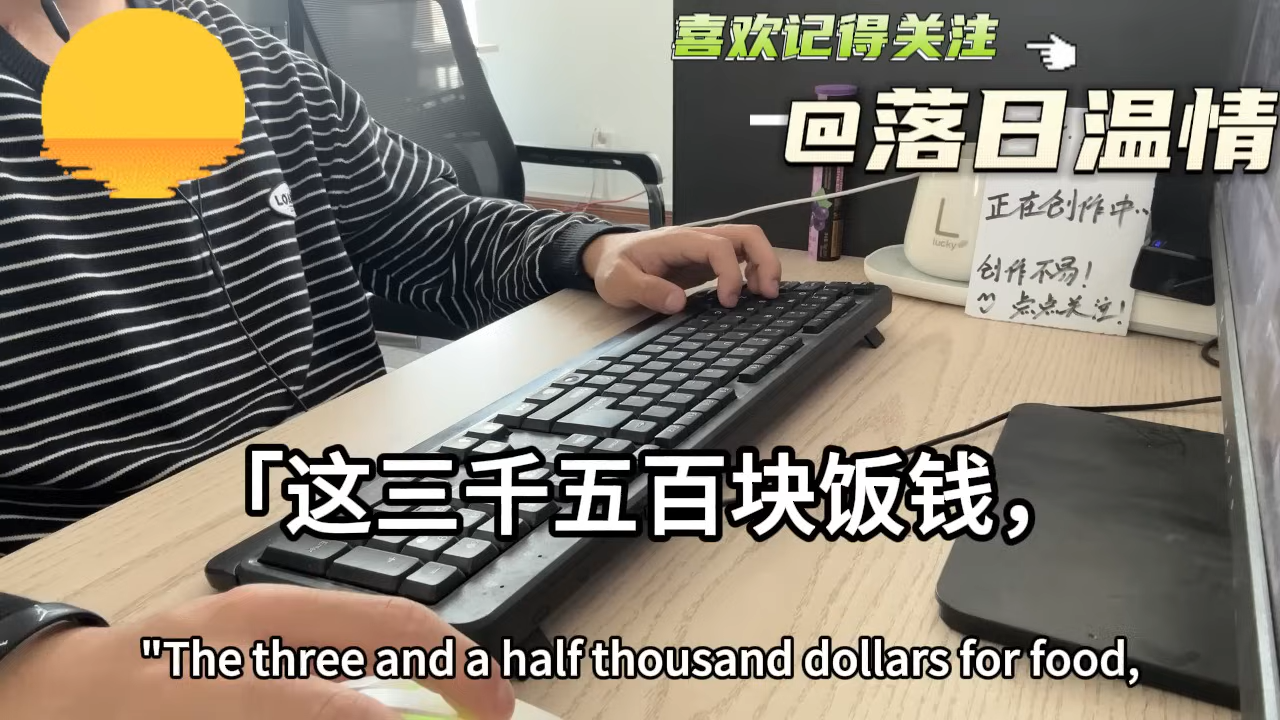 喜欢记得关注
@落日温情
L
lucky
正在创作中..
创作不易！
点点关注！
「这三千五百块饭钱，
"The three and a half thousand dollars for food,